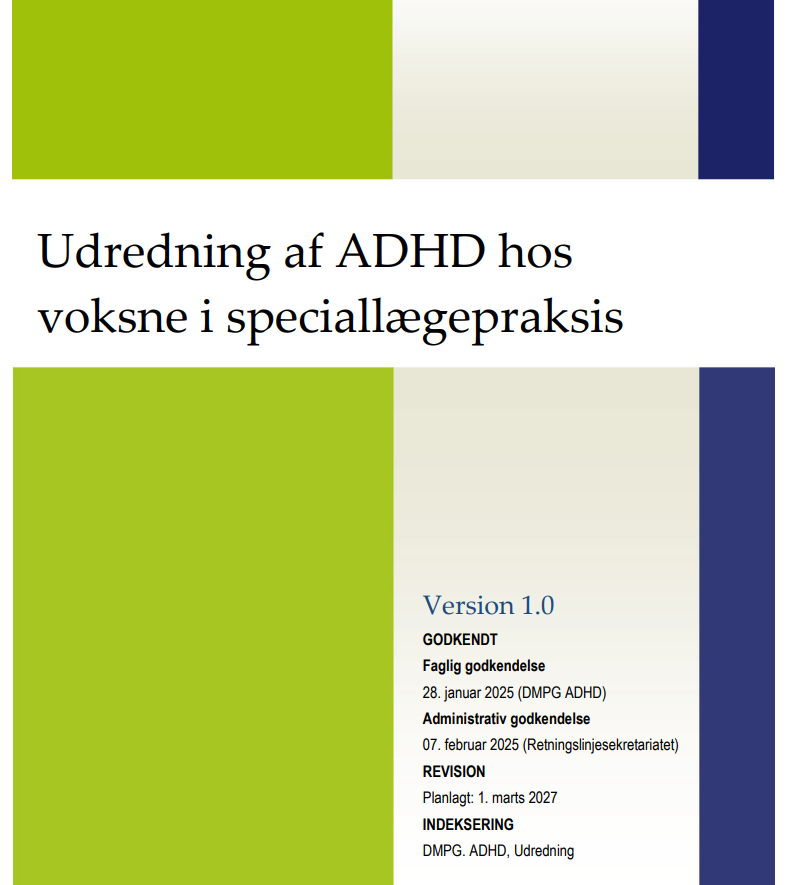 Udredning af ADHD hos
voksne i speciallægepraksis
Version 1.0
GODKENDT
Faglig godkendelse
28. januar 2025 (DMPG ADHD)
Administrativ godkendelse
07. februar 2025 (Retningslinjesekretariatet)
REVISION
Planlagt: 1. marts 2027
INDEKSERING
DMPG. ADHD, Udredning